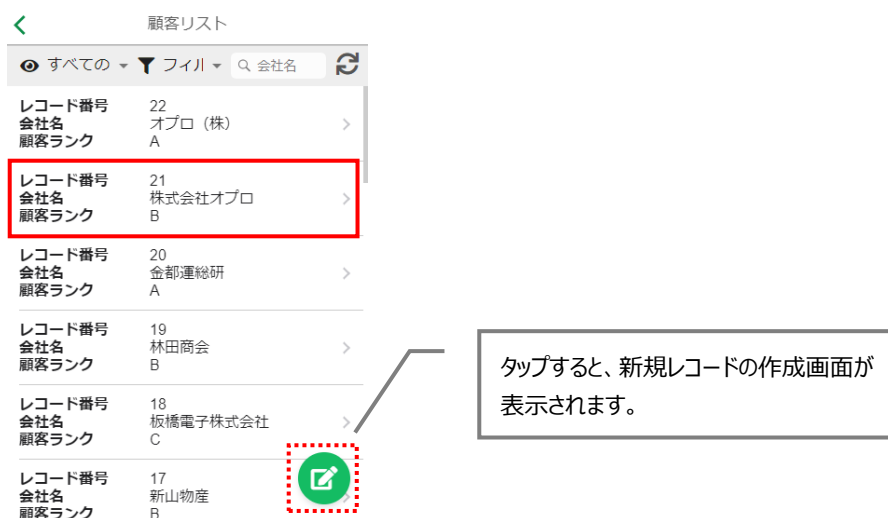 顧客リスト
すべての フィル 会社名
レコード番号 22
会社名 オプロ（株）
顧客ランク A
レコード番号 21
会社名 株式会社オプロ
顧客ランク B
レコード番号 20
会社名 金都運総研
顧客ランク A
レコード番号 19
会社名 林田商会
顧客ランク B
レコード番号 18
会社名 板橋電子株式会社
顧客ランク C
レコード番号 17
会社名 新山物産
顧客ランク B
タップすると、新規レコードの作成画面が
表示されます。